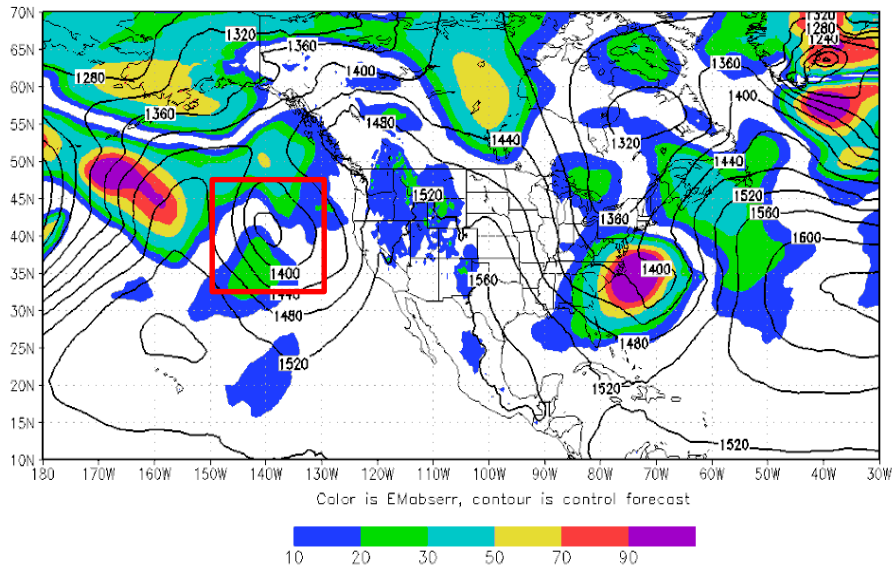 70N
1320
1360
1320
1280
1240
65N
1280
1400
1360
60N
1360
1480
1400
55N
1440
1320
1440
50N
45N
1520
1520
1560
40N
1360
1600
35N
1400
1560
1400
1440
30N
1480
1480
25N
1520
20N
1520
15N
1520
10N
180 170W 160W 150W 140W 130W 120W 110W 100W 90W 80W 70W 60W 50W 40W 30W
Color is EMabserr, contour is control forecast
10 20 30 50 70 90